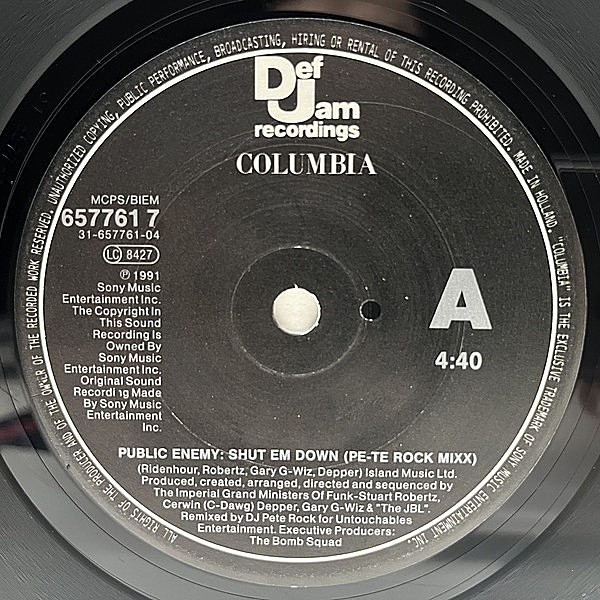 ALL RIGHTS OF THE PRODUCER AND OF THE OWNER OF THE RECORDED WORK RESERVED. UNAUTHORIZED COPYING, PUBLIC PERFORMANCE, BROADCASTING, HIRING OR RENTAL OF THIS RECORDING PROHIBITED. MADE IN HOLLAND. "COLUMBIA" IS THE EXCLUSIVE TRADEMARK OF SONY MUSIC ENTERTAINMENT INC.
Def
Jam
recordings
COLUMBIA
MCPS/BIEM
657761 7
31-657761-04
LC 8427
℗ 1991
Sony Music
Entertainment Inc.
The Copyright In
This Sound
Recording Is
Owned By
Sony Music
Entertainment Inc.
Original Sound
Recording Made
By Sony Music
Entertainment
Inc.
A
4:40
PUBLIC ENEMY: SHUT EM DOWN (PE-TE ROCK MIXX)
(Ridenhour, Robertz, Gary G-Wiz, Depper) Island Music Ltd.
Produced, created, arranged, directed and sequenced by
The Imperial Grand Ministers Of Funk-Stuart Robertz,
Cerwin (C-Dawg) Depper, Gary G-Wiz & "The JBL".
Remixed by DJ Pete Rock for Untouchables
Entertainment. Executive Producers:
The Bomb Squad